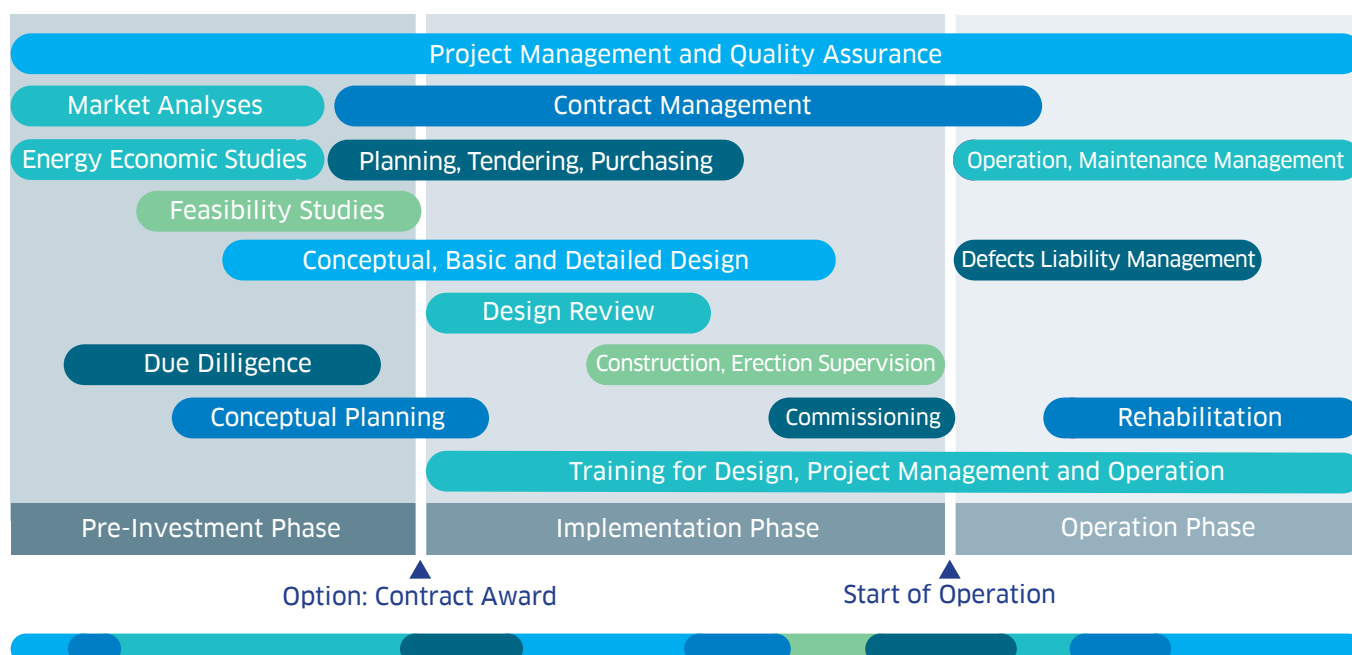 Project Management and Quality Assurance
Market Analyses
Contract Management
Energy Economic Studies
Planning, Tendering, Purchasing
Operation, Maintenance Management
Feasibility Studies
Conceptual, Basic and Detailed Design
Defects Liability Management
Design Review
Due Dilligence
Construction, Erection Supervision
Conceptual Planning
Commissioning
Rehabilitation
Training for Design, Project Management and Operation
Pre-Investment Phase
Implementation Phase
Operation Phase
Option: Contract Award
Start of Operation